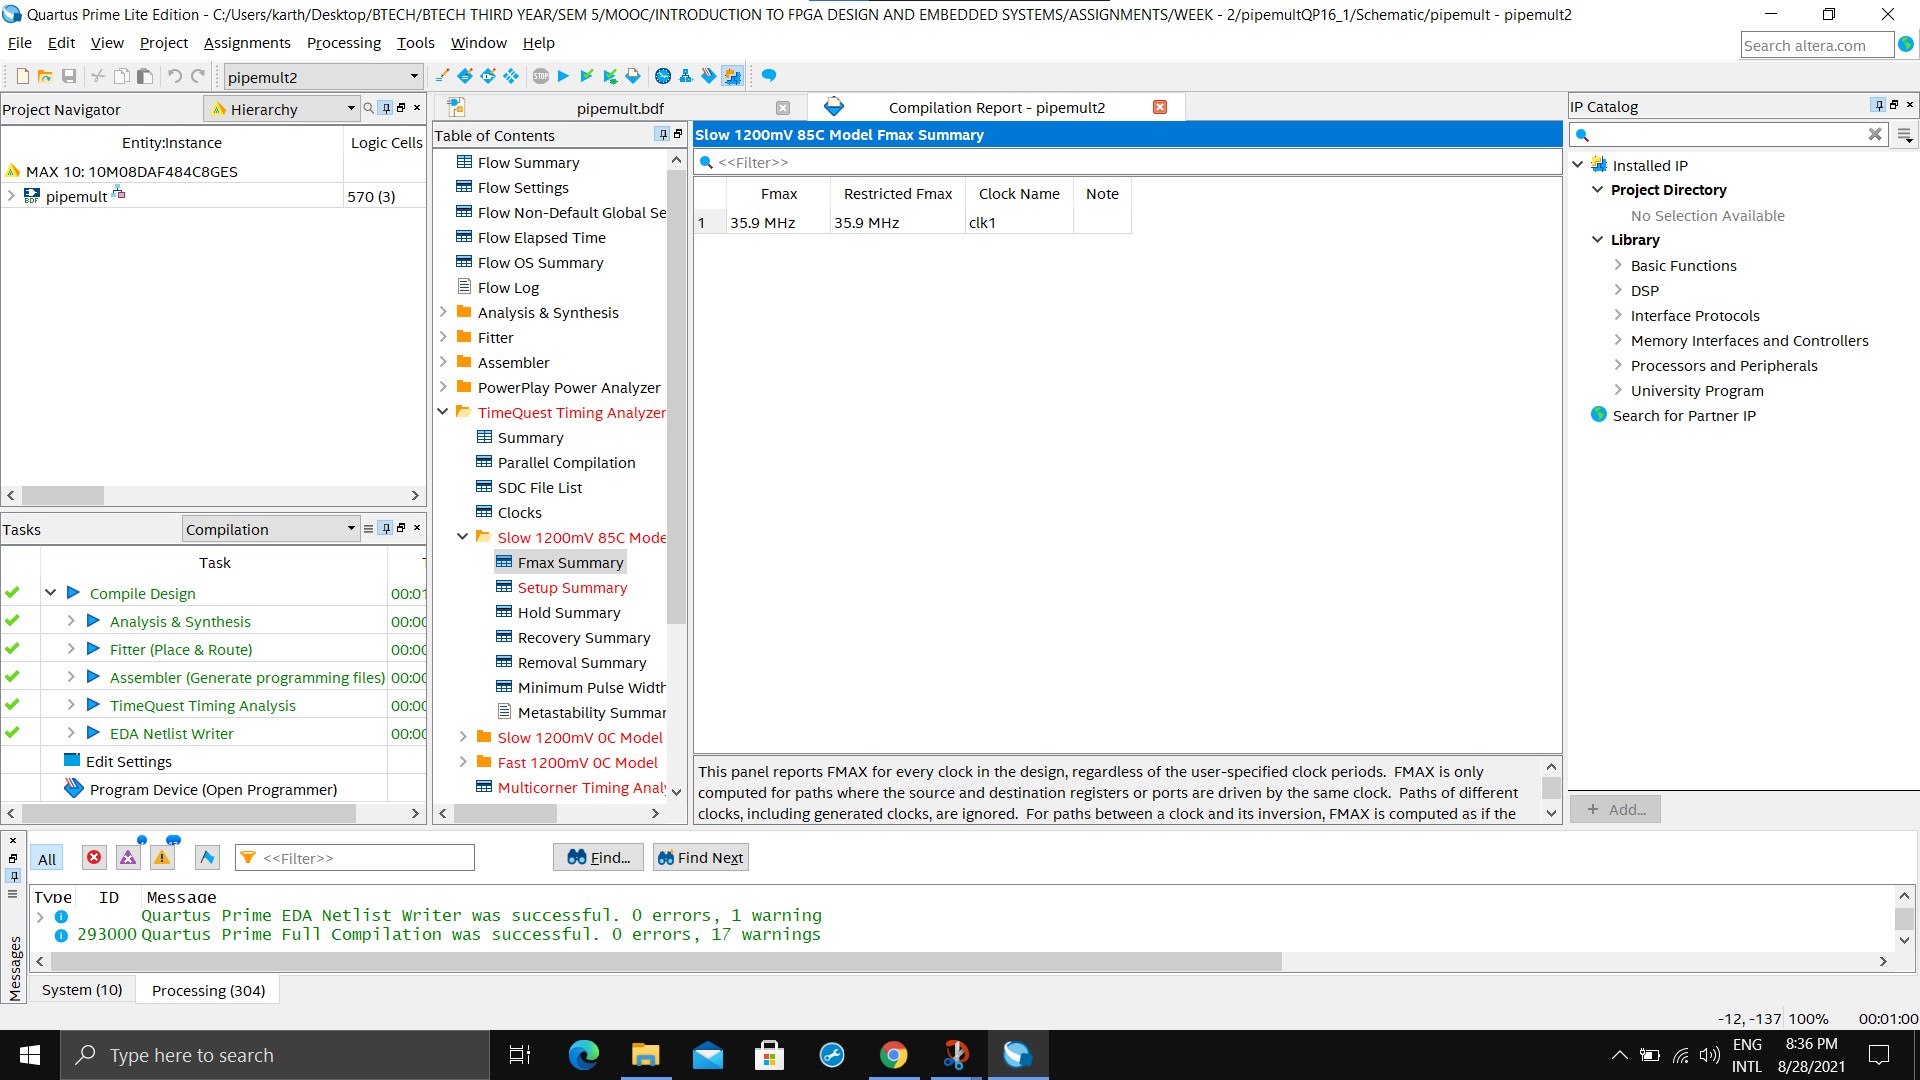 Quartus Prime Lite Edition - C:/Users/karth/Desktop/BTECH/BTECH THIRD YEAR/SEM 5/MOOC/INTRODUCTION TO FPGA DESIGN AND EMBEDDED SYSTEMS/ASSIGNMENTS/WEEK - 2/pipemultQP16_1/Schematic/pipemult - pipemult2
File Edit View Project Assignments Processing Tools Window Help
Search altera.com
pipemult2
Project Navigator
Hierarchy
Entity:Instance Logic Cells
MAX 10: 10M08DAF484C8GES
pipemult 570 (3)
Tasks
Compilation
Task
Compile Design 00:01
Analysis & Synthesis 00:00
Fitter (Place & Route) 00:00
Assembler (Generate programming files) 00:00
TimeQuest Timing Analysis 00:00
EDA Netlist Writer 00:00
Edit Settings
Program Device (Open Programmer)
pipemult.bdf
Compilation Report - pipemult2
Table of Contents
Flow Summary
Flow Settings
Flow Non-Default Global Se
Flow Elapsed Time
Flow OS Summary
Flow Log
Analysis & Synthesis
Fitter
Assembler
PowerPlay Power Analyzer
TimeQuest Timing Analyzer
Summary
Parallel Compilation
SDC File List
Clocks
Slow 1200mV 85C Mode
Fmax Summary
Setup Summary
Hold Summary
Recovery Summary
Removal Summary
Minimum Pulse Width
Metastability Summar
Slow 1200mV 0C Model
Fast 1200mV 0C Model
Multicorner Timing Anal
Slow 1200mV 85C Model Fmax Summary
<<Filter>>
Fmax Restricted Fmax Clock Name Note
1 35.9 MHz 35.9 MHz clk1
This panel reports FMAX for every clock in the design, regardless of the user-specified clock periods. FMAX is only
computed for paths where the source and destination registers or ports are driven by the same clock. Paths of different
clocks, including generated clocks, are ignored. For paths between a clock and its inversion, FMAX is computed as if the
IP Catalog
Installed IP
Project Directory
No Selection Available
Library
Basic Functions
DSP
Interface Protocols
Memory Interfaces and Controllers
Processors and Peripherals
University Program
Search for Partner IP
+ Add...
All
<<Filter>>
Find...
Find Next
Type ID Message
Quartus Prime EDA Netlist Writer was successful. 0 errors, 1 warning
293000 Quartus Prime Full Compilation was successful. 0 errors, 17 warnings
Messages
System (10)
Processing (304)
-12, -137 100% 00:01:00
Type here to search
ENG
INTL
8:36 PM
8/28/2021